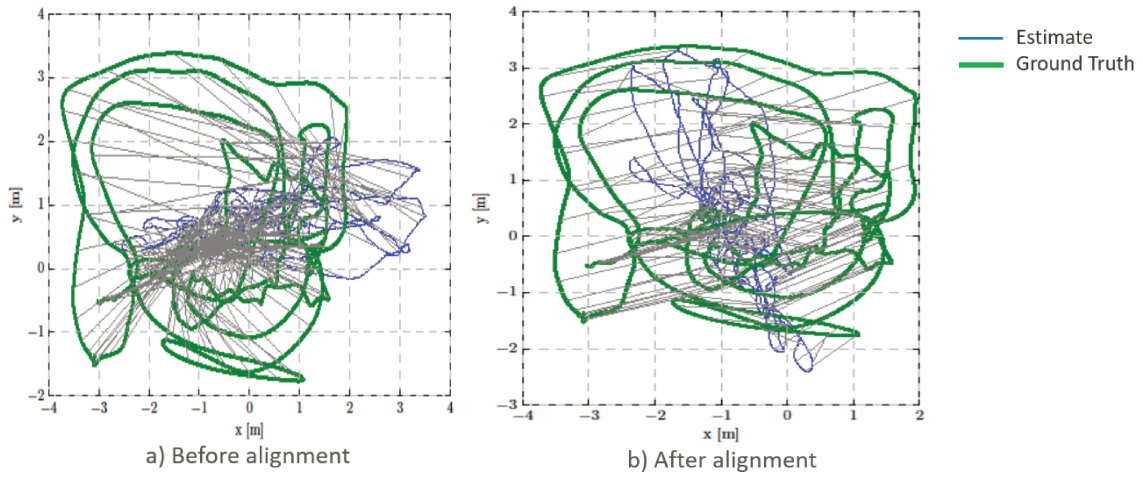 4
3
2
1
0
−1
−2
y [m]
−4 −3 −2 −1 0 1 2 3 4
x [m]
a) Before alignment
4
3
2
1
0
−1
−2
−3
y [m]
−4 −3 −2 −1 0 1 2
x [m]
b) After alignment
Estimate
Ground Truth